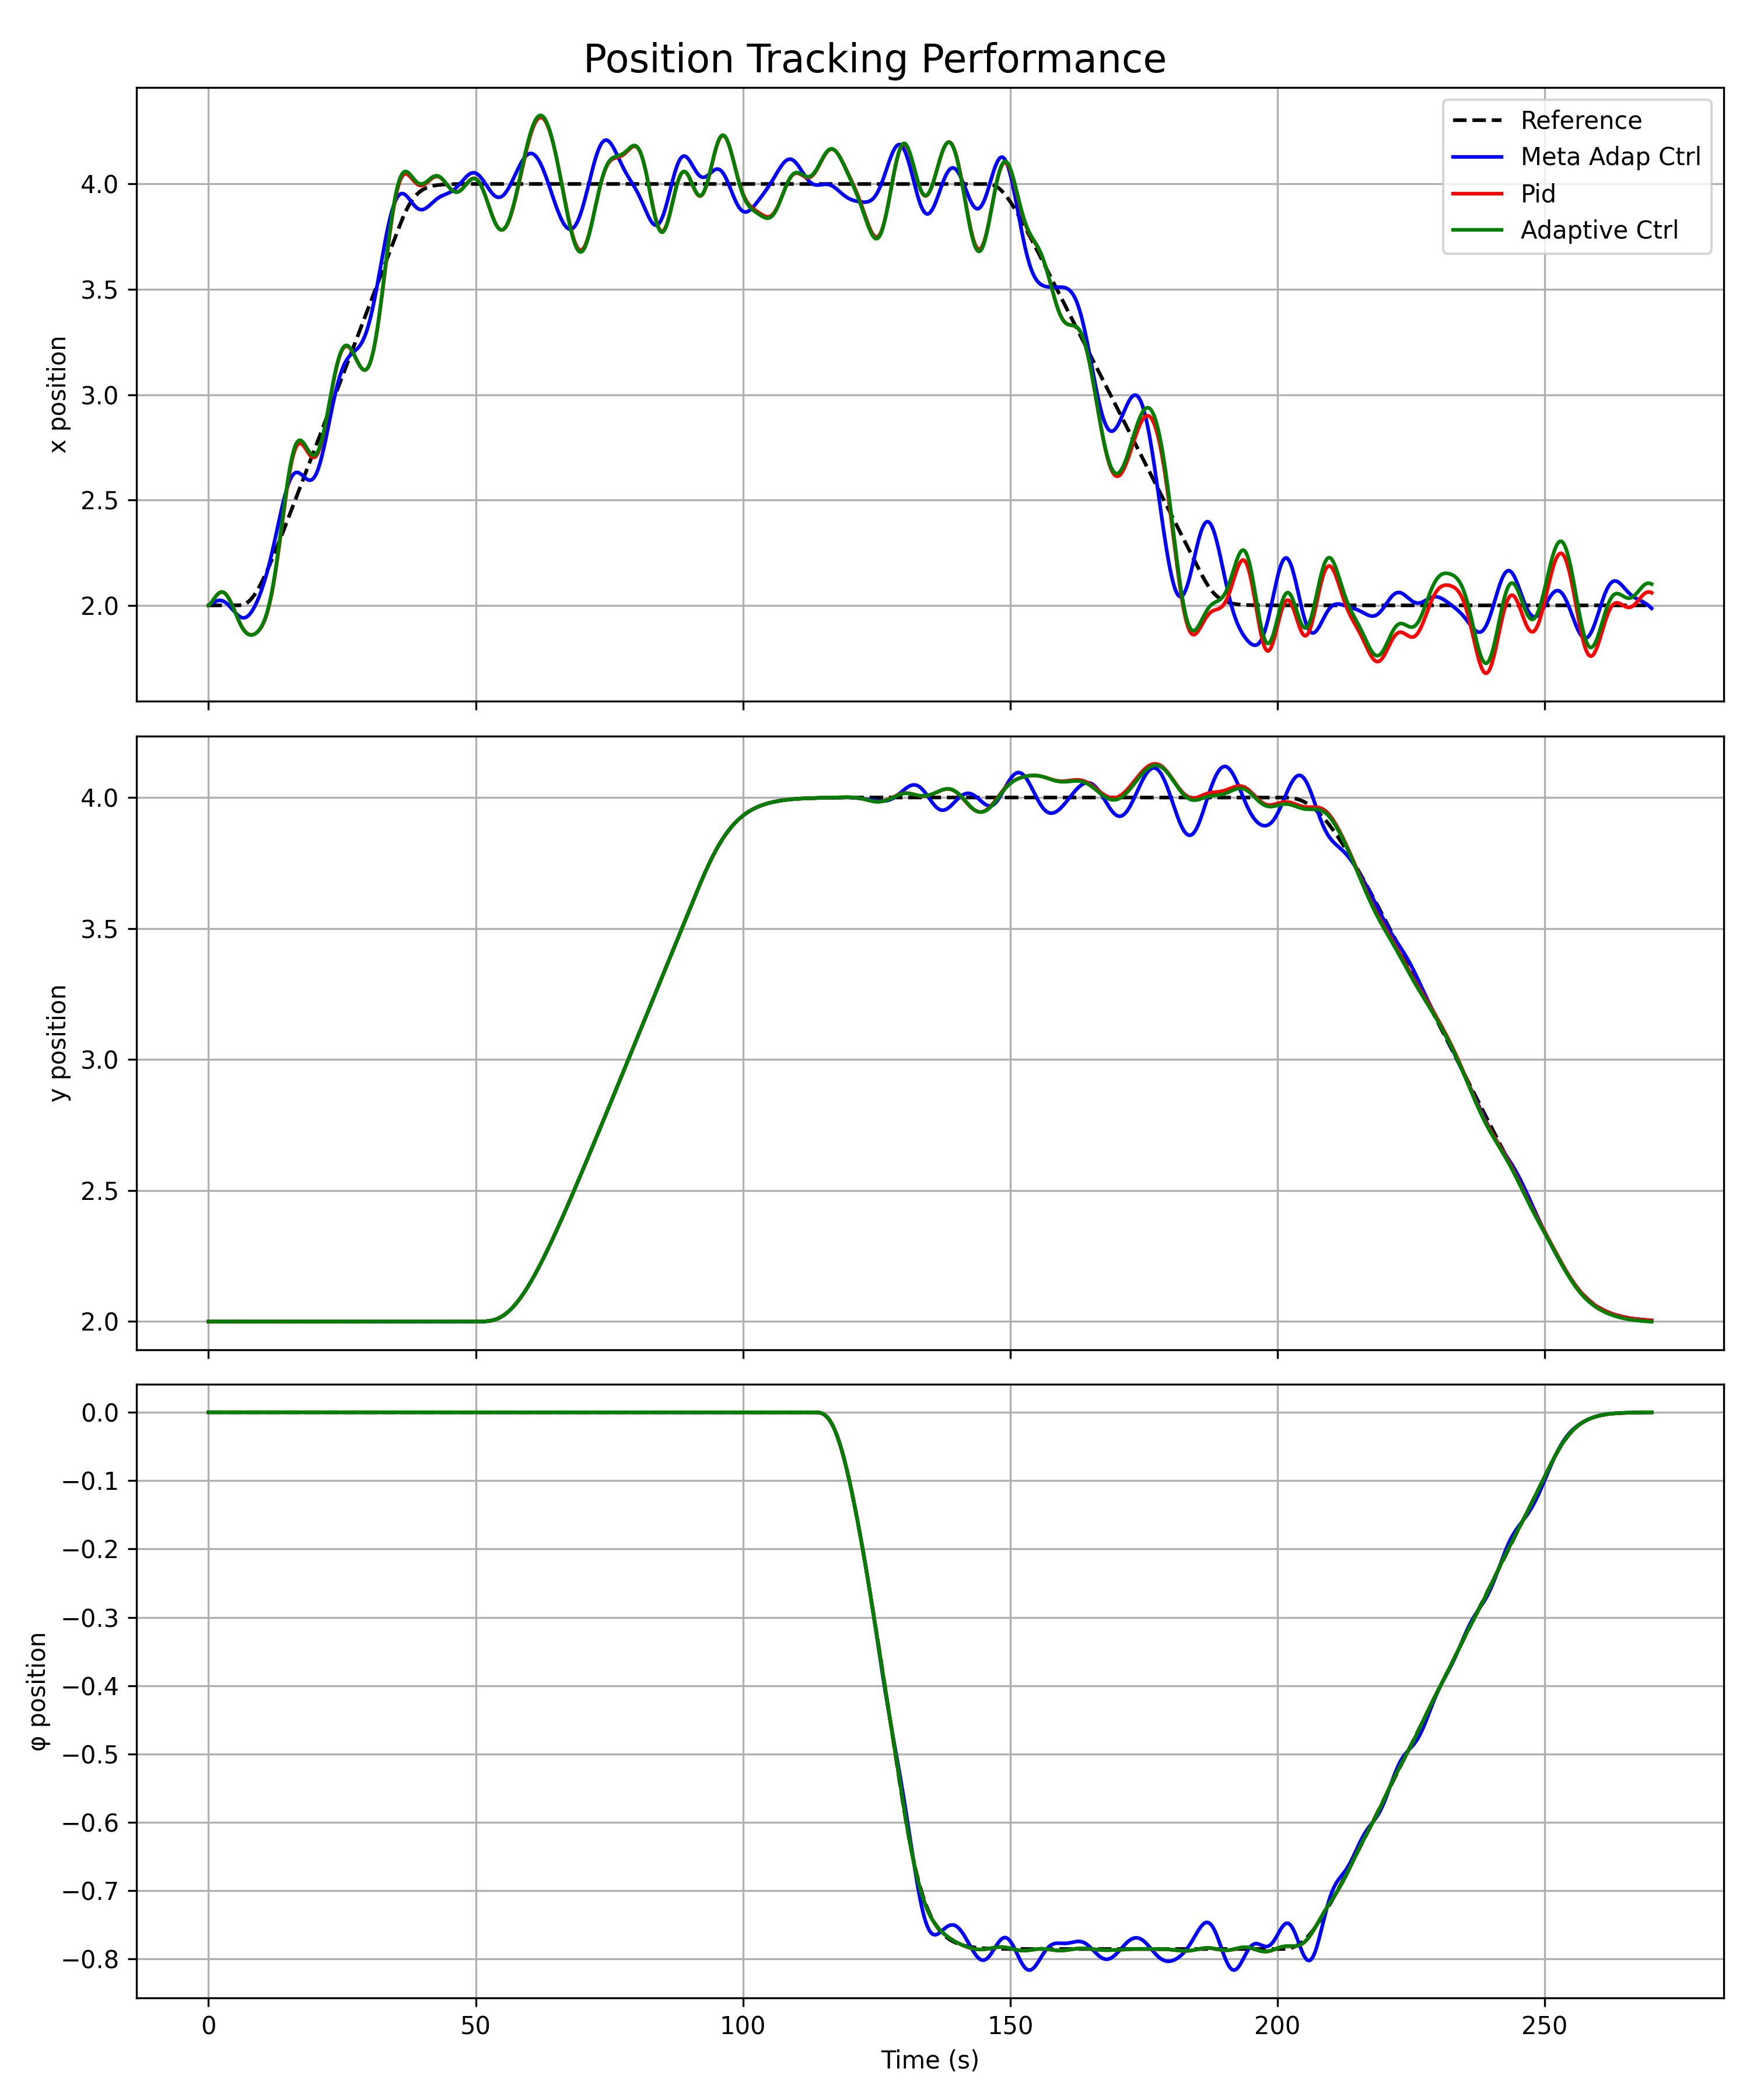 Position Tracking Performance
Reference
Meta Adap Ctrl
Pid
Adaptive Ctrl
x position
4.0
3.5
3.0
2.5
2.0
y position
4.0
3.5
3.0
2.5
2.0
φ position
0.0
−0.1
−0.2
−0.3
−0.4
−0.5
−0.6
−0.7
−0.8
0 50 100 150 200 250
Time (s)